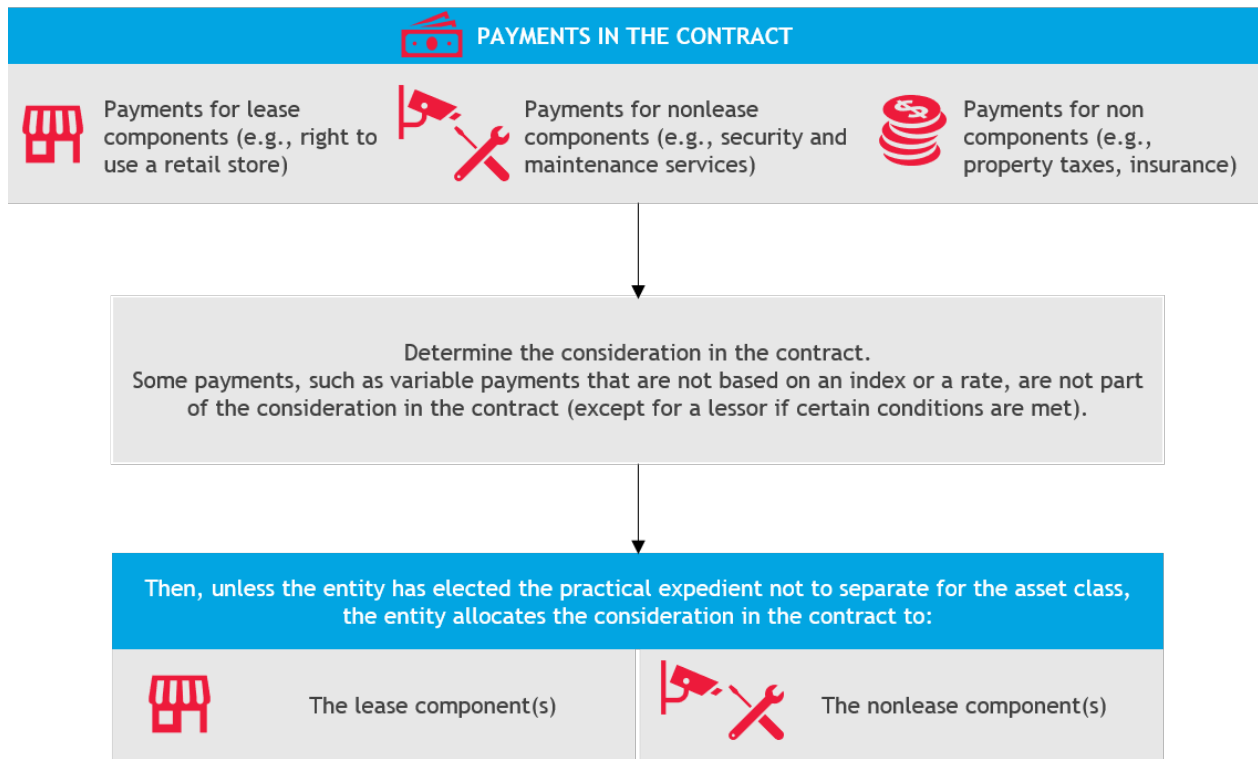 PAYMENTS IN THE CONTRACT
Payments for lease
components (e.g., right to
use a retail store)
Payments for nonlease
components (e.g., security and
maintenance services)
Payments for non
components (e.g.,
property taxes, insurance)
Determine the consideration in the contract.
Some payments, such as variable payments that are not based on an index or a rate, are not part
of the consideration in the contract (except for a lessor if certain conditions are met).
Then, unless the entity has elected the practical expedient not to separate for the asset class,
the entity allocates the consideration in the contract to:
The lease component(s)
The nonlease component(s)